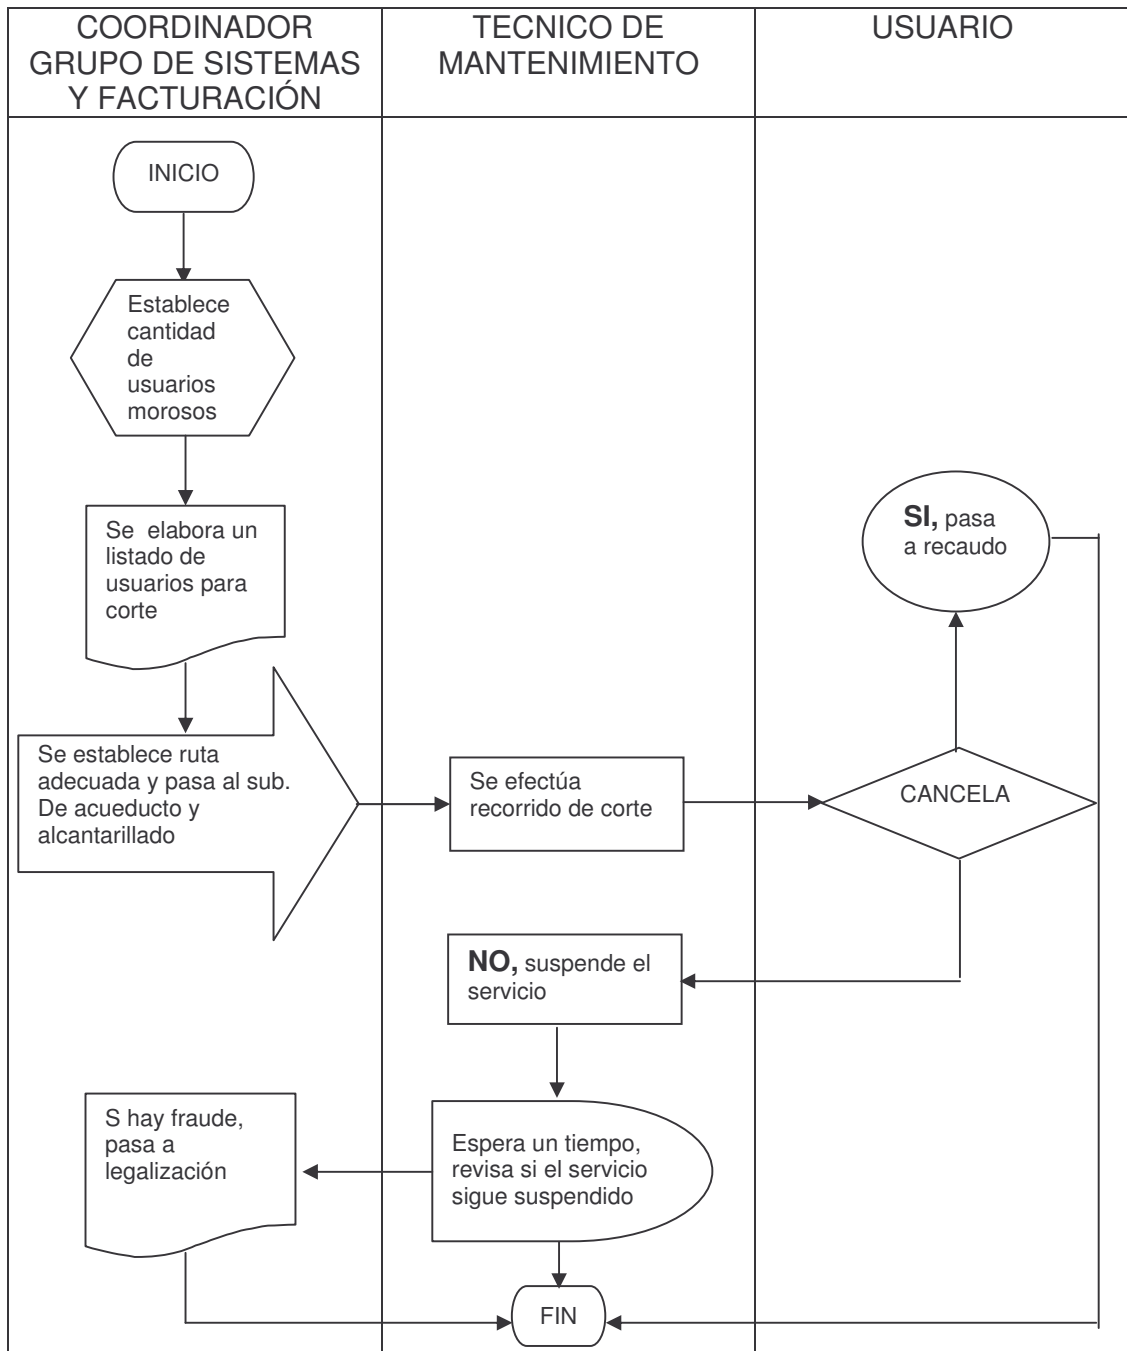 COORDINADOR
GRUPO DE SISTEMAS
Y FACTURACIÓN
TECNICO DE
MANTENIMIENTO
USUARIO
INICIO
Establece
cantidad
de
usuarios
morosos
Se elabora un
listado de
usuarios para
corte
Se establece ruta
adecuada y pasa al sub.
De acueducto y
alcantarillado
Se efectúa
recorrido de corte
CANCELA
SI, pasa
a recaudo
NO, suspende el
servicio
Espera un tiempo,
revisa si el servicio
sigue suspendido
S hay fraude,
pasa a
legalización
FIN